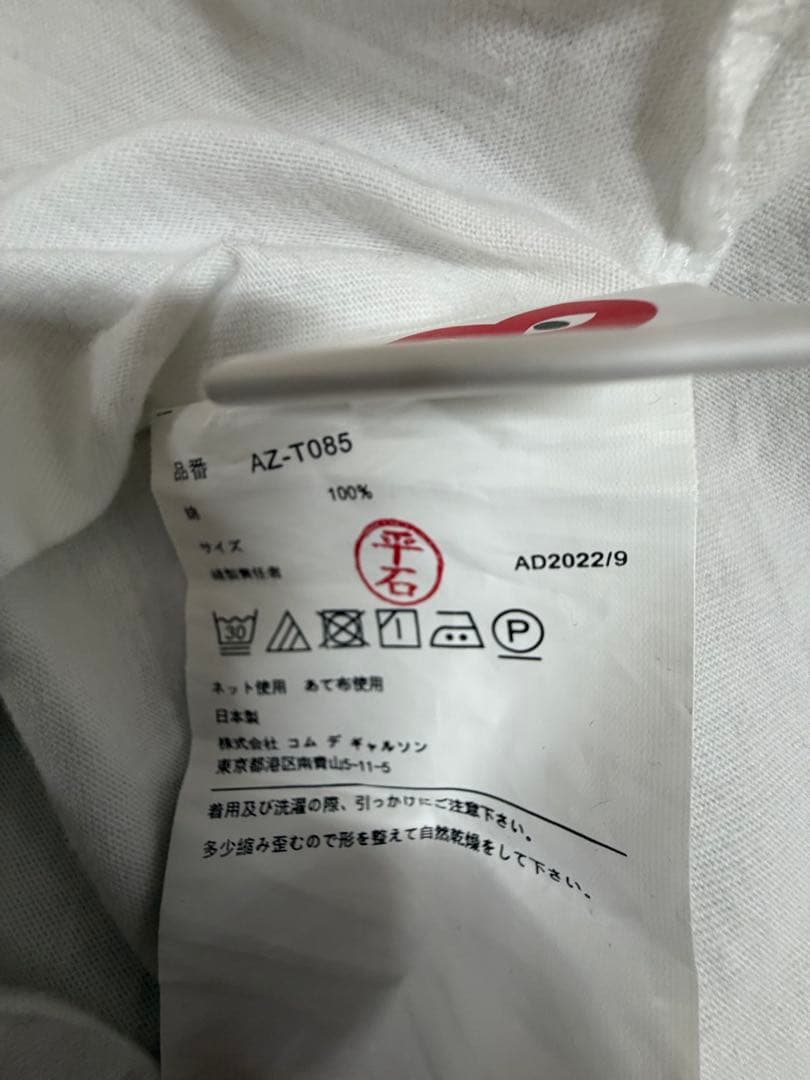 品番 AZ-T085
綿 100%
サイズ
縫製責任者
平石
AD2022/9
30
P
ネット使用 あて布使用
日本製
株式会社 コム デ ギャルソン
東京都港区南青山5-11-5
着用及び洗濯の際、引っかけにご注意下さい。
多少縮み歪むので形を整えて自然乾燥をして下さい。